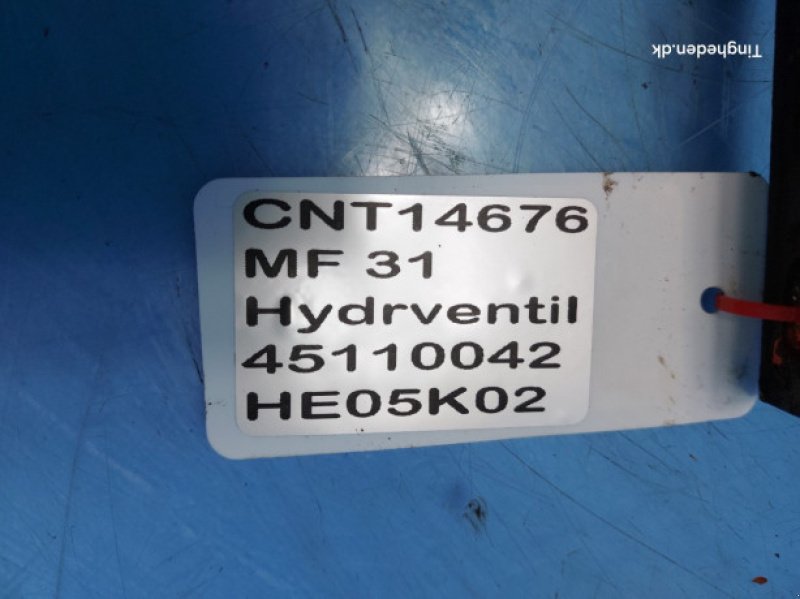 Tingheden.dk
CNT14676
MF 31
Hydrventil
45110042
HE05K02